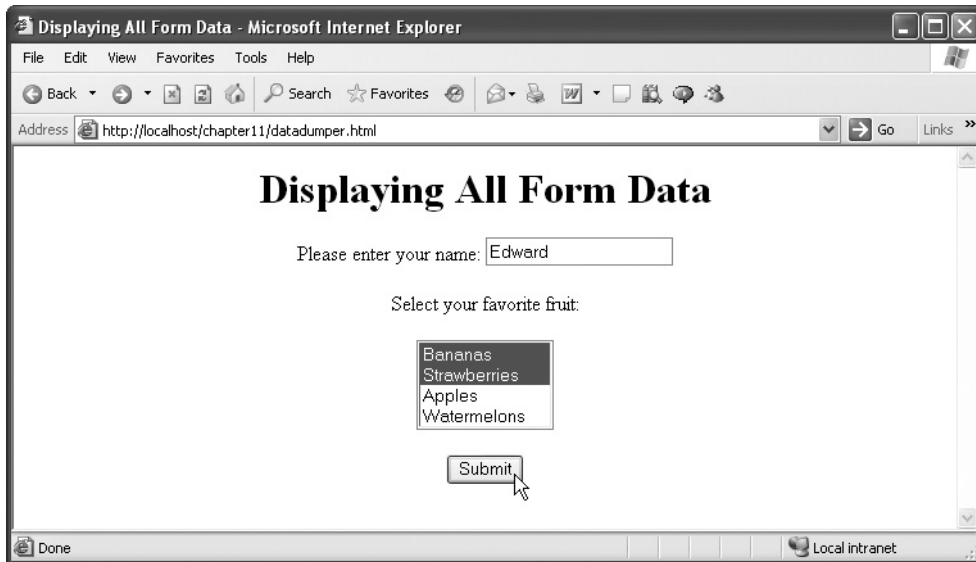 Displaying All Form Data - Microsoft Internet Explorer
File Edit View Favorites Tools Help
Back Search Favorites
Address http://localhost/chapter11/datadumper.html Go Links »
Displaying All Form Data
Please enter your name: Edward
Select your favorite fruit:
Bananas
Strawberries
Apples
Watermelons
Submit
Done Local intranet